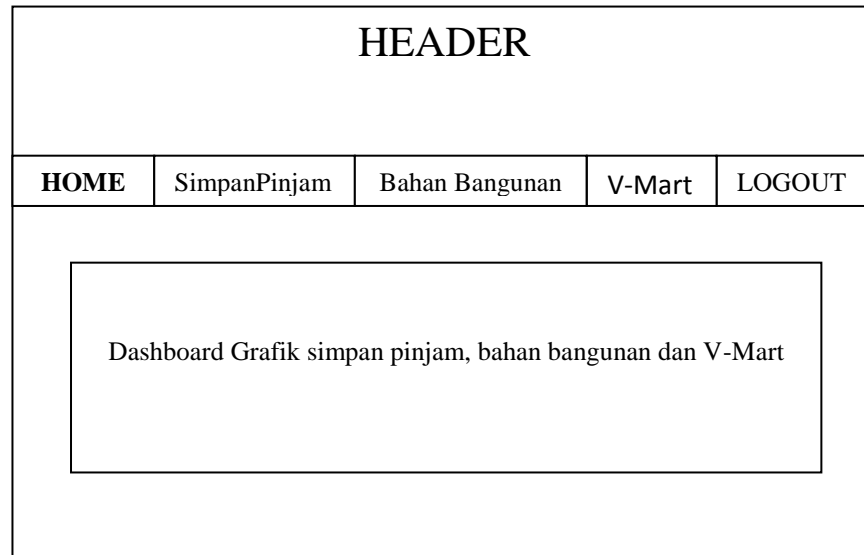 HEADER
HOME SimpanPinjam Bahan Bangunan V-Mart LOGOUT
Dashboard Grafik simpan pinjam, bahan bangunan dan V-Mart